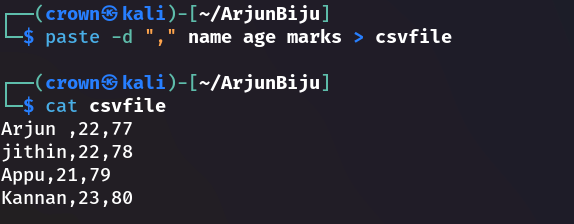 ┌──(crown㉿kali)-[~/ArjunBiju]
└─$ paste -d "," name age marks > csvfile
┌──(crown㉿kali)-[~/ArjunBiju]
└─$ cat csvfile
Arjun ,22,77
jithin,22,78
Appu,21,79
Kannan,23,80